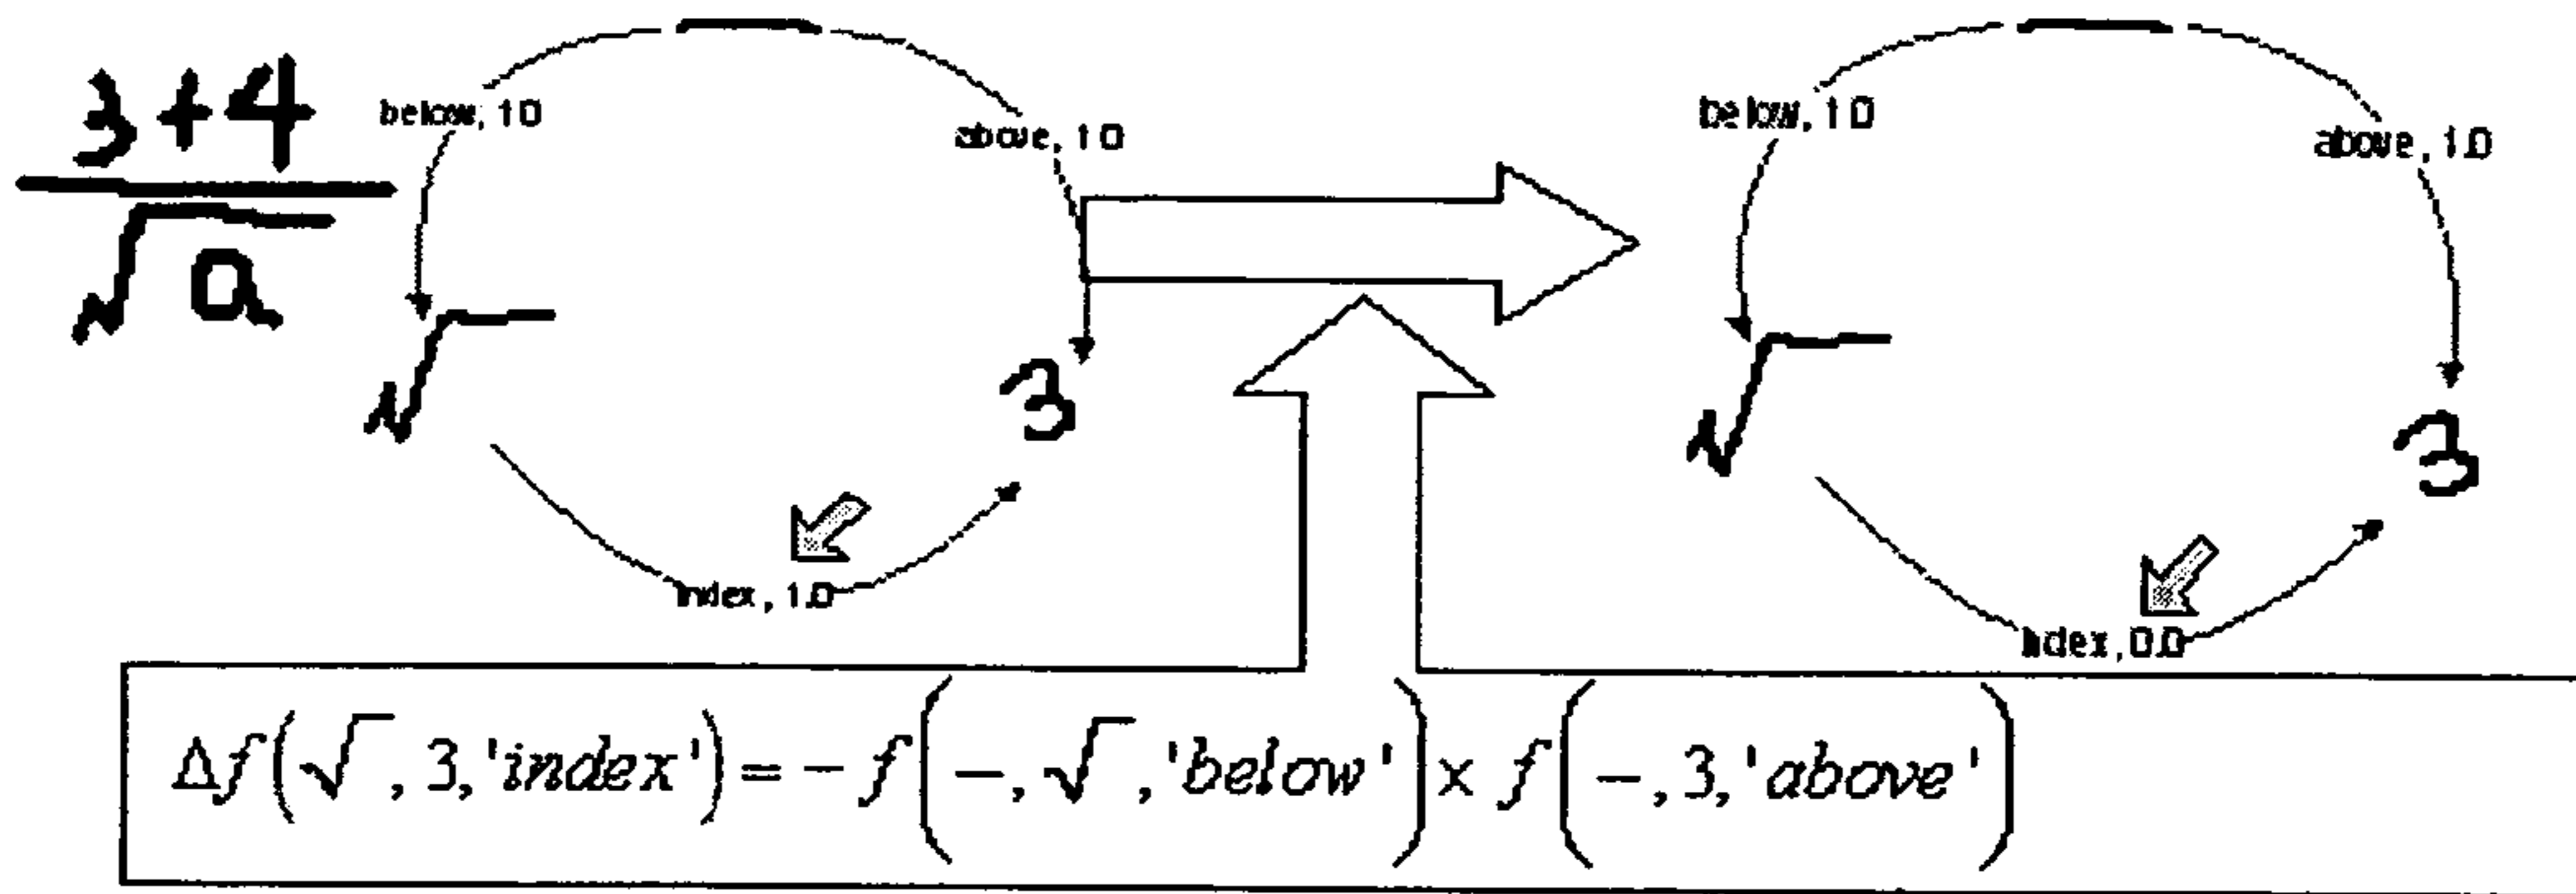 3+4
√a
below, 1.0
above, 1.0
√
3
index, 1.0
below, 1.0
above, 1.0
√
3
index, 0.0
Δf(√, 3, 'index') = - f(-, √, 'below') × f(-, 3, 'above')